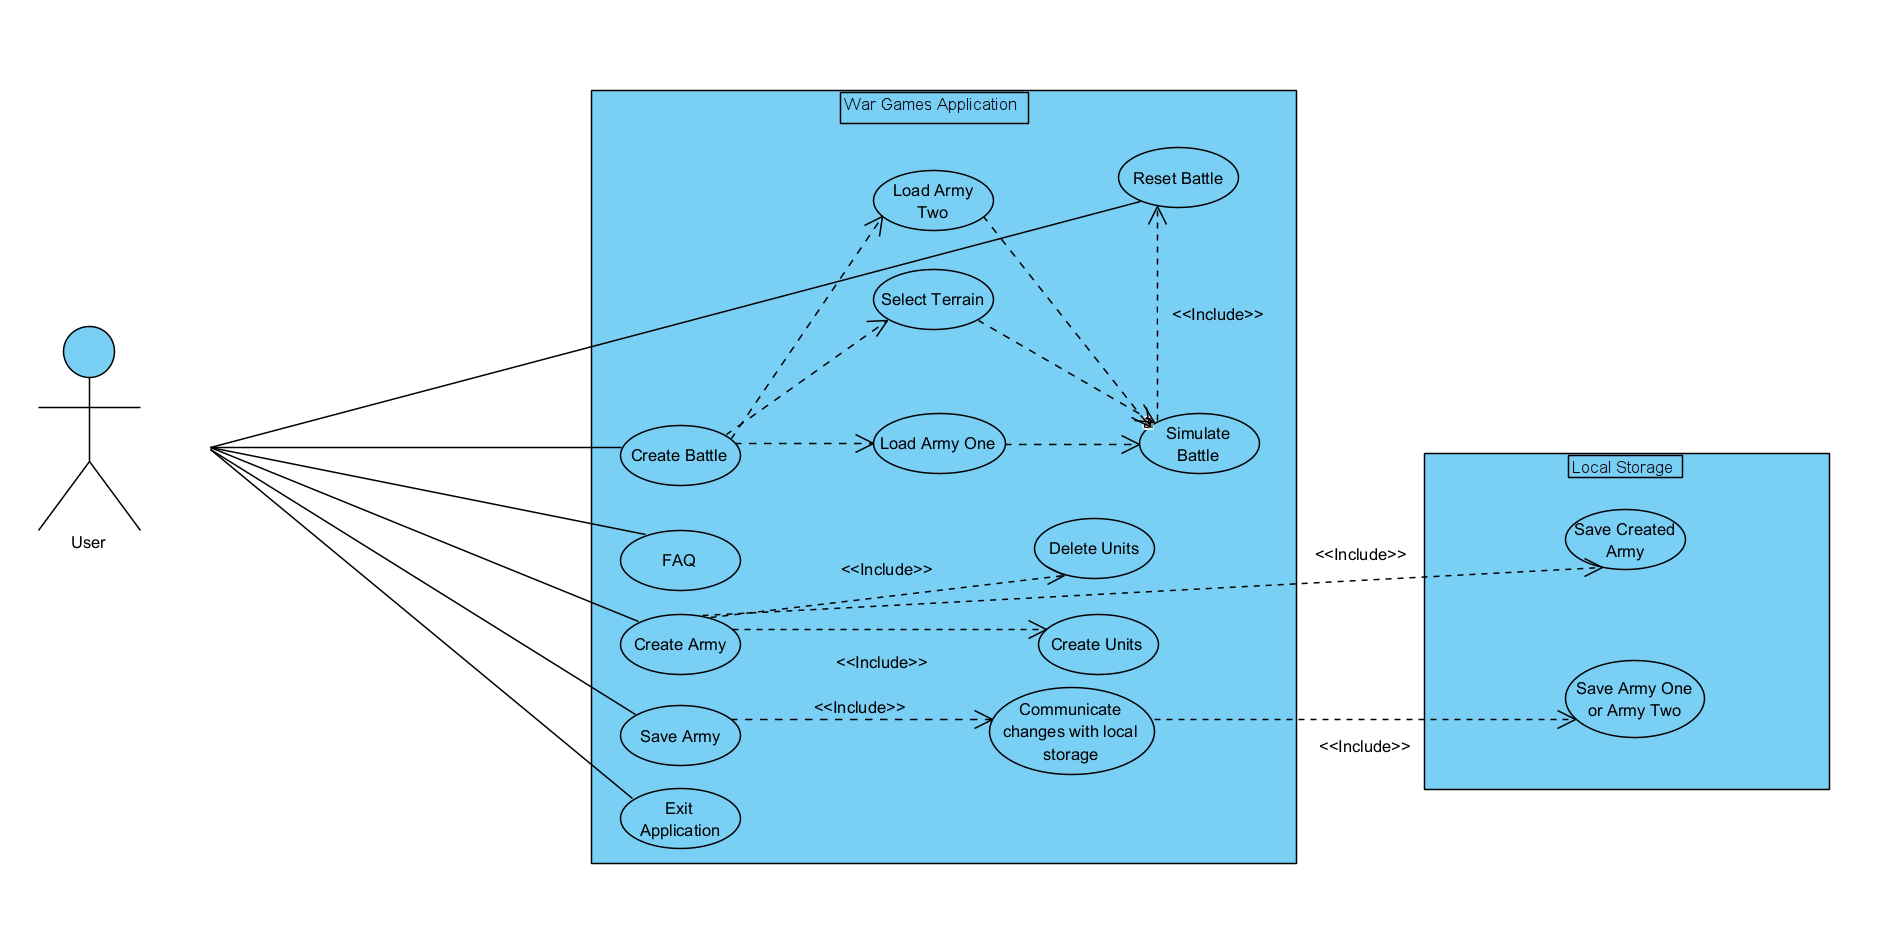 War Games Application
Load Army
Two
Reset Battle
Select Terrain
<<Include>>
Create Battle
Load Army One
Simulate
Battle
User
FAQ
Delete Units
<<Include>>
Create Army
Create Units
<<Include>>
<<Include>>
Save Army
<<Include>>
Communicate
changes with local
storage
<<Include>>
Exit
Application
Local Storage
Save Created
Army
Save Army One
or Army Two